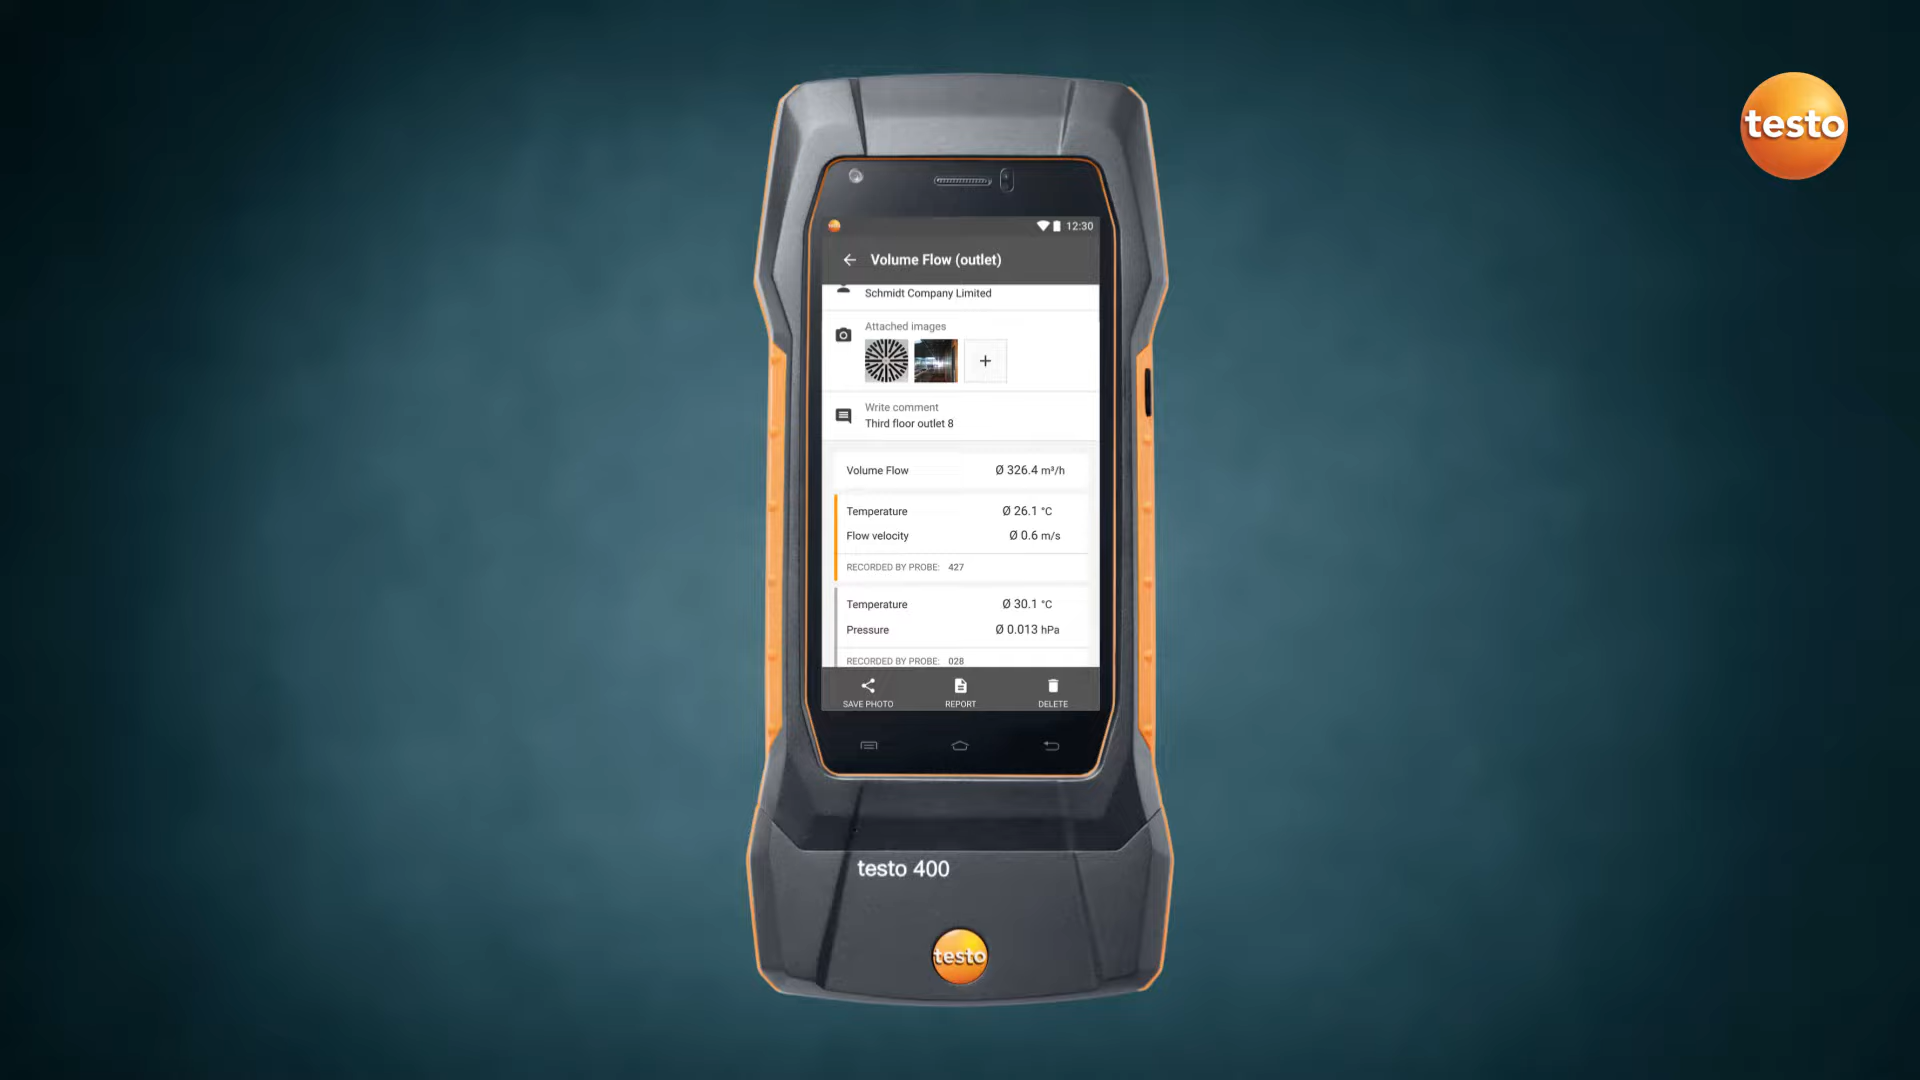 testo
12:30
Volume Flow (outlet)
Schmidt Company Limited
Attached images
+
Write comment
Third floor outlet 8
Volume Flow Ø 326.4 m³/h
Temperature Ø 26.1 °C
Flow velocity Ø 0.6 m/s
RECORDED BY PROBE: 427
Temperature Ø 30.1 °C
Pressure Ø 0.013 hPa
RECORDED BY PROBE: 028
SAVE PHOTO REPORT DELETE
testo 400
testo